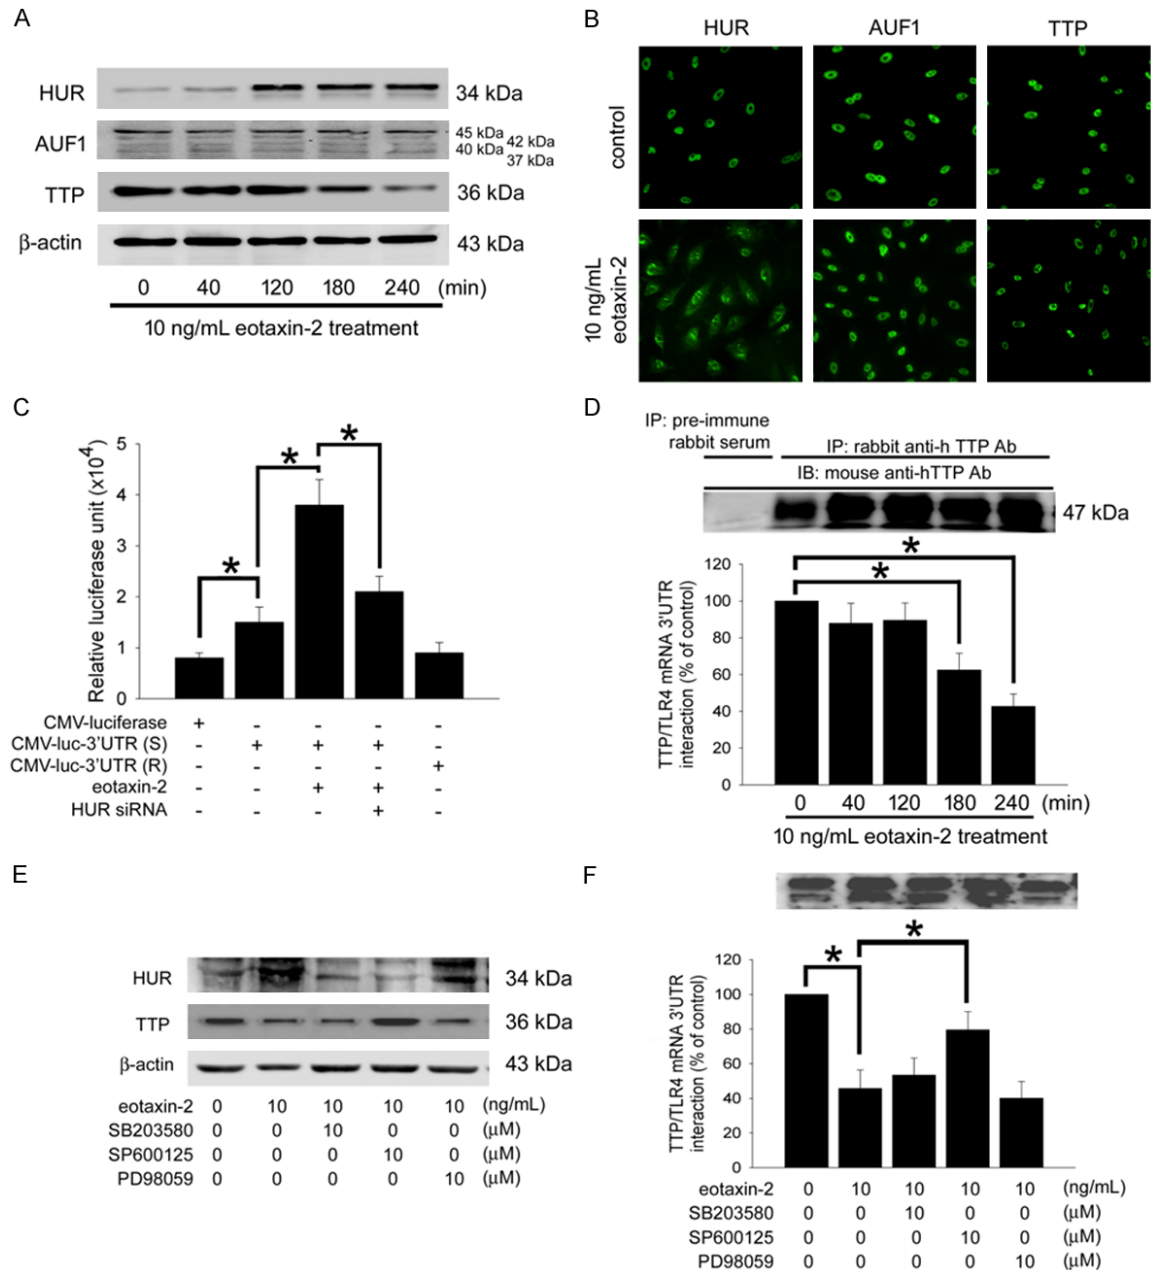 A
HUR
34 kDa
AUF1
45 kDa
42 kDa
40 kDa
37 kDa
TTP
36 kDa
β-actin
43 kDa
0 40 120 180 240 (min)
10 ng/mL eotaxin-2 treatment
B
HUR AUF1 TTP
control
10 ng/mL
eotaxin-2
C
Relative luciferase unit (x10⁴)
5
4
3
2
1
0
* * *
CMV-luciferase + - - - -
CMV-luc-3'UTR (S) - + + + -
CMV-luc-3'UTR (R) - - - - +
eotaxin-2 - - + + -
HUR siRNA - - - + -
D
IP: pre-immune
rabbit serum
IP: rabbit anti-h TTP Ab
IB: mouse anti-hTTP Ab
47 kDa
TTP/TLR4 mRNA 3'UTR
interaction (% of control)
120
100
80
60
40
20
0
*
*
0 40 120 180 240 (min)
10 ng/mL eotaxin-2 treatment
E
HUR 34 kDa
TTP 36 kDa
β-actin 43 kDa
eotaxin-2 0 10 10 10 10 (ng/mL)
SB203580 0 0 10 0 0 (μM)
SP600125 0 0 0 10 0 (μM)
PD98059 0 0 0 0 10 (μM)
F
TTP/TLR4 mRNA 3'UTR
interaction (% of control)
120
100
80
60
40
20
0
* *
eotaxin-2 0 10 10 10 10 (ng/mL)
SB203580 0 0 10 0 0 (μM)
SP600125 0 0 0 10 0 (μM)
PD98059 0 0 0 0 10 (μM)